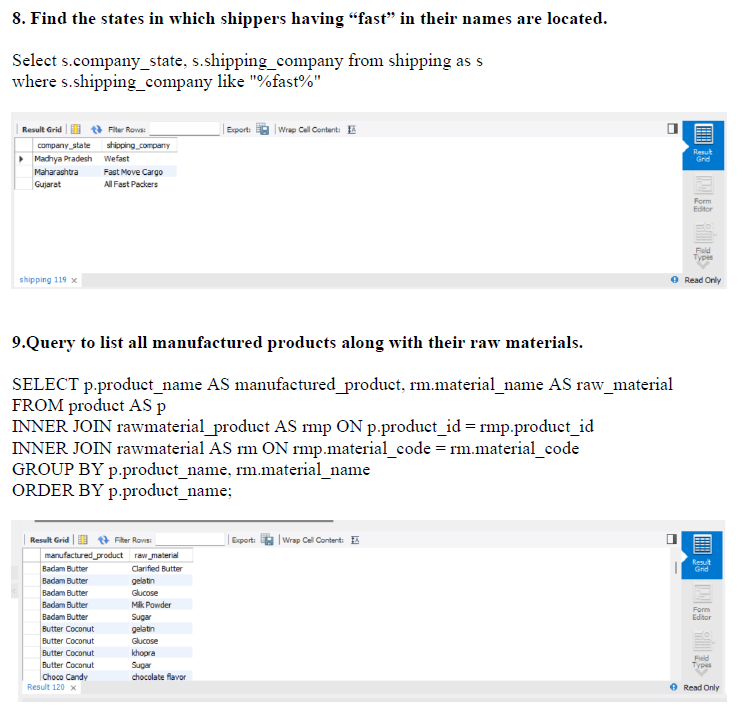 8. Find the states in which shippers having “fast” in their names are located.
Select s.company_state, s.shipping_company from shipping as s
where s.shipping_company like "%fast%"
Result Grid Filter Rows: Export: Wrap Cell Content:
company_state shipping_company
Madhya Pradesh Wefast
Maharashtra Fast Move Cargo
Gujarat All Fast Packers
Result
Grid
Form
Editor
Field
Types
shipping 119 x
Read Only
9.Query to list all manufactured products along with their raw materials.
SELECT p.product_name AS manufactured_product, rm.material_name AS raw_material
FROM product AS p
INNER JOIN rawmaterial_product AS rmp ON p.product_id = rmp.product_id
INNER JOIN rawmaterial AS rm ON rmp.material_code = rm.material_code
GROUP BY p.product_name, rm.material_name
ORDER BY p.product_name;
Result Grid Filter Rows: Export: Wrap Cell Content:
manufactured_product raw_material
Badam Butter Clarified Butter
Badam Butter gelatin
Badam Butter Glucose
Badam Butter Milk Powder
Badam Butter Sugar
Butter Coconut gelatin
Butter Coconut Glucose
Butter Coconut khopra
Butter Coconut Sugar
Choco Candy chocolate flavor
Result
Grid
Form
Editor
Field
Types
Result 120 x
Read Only